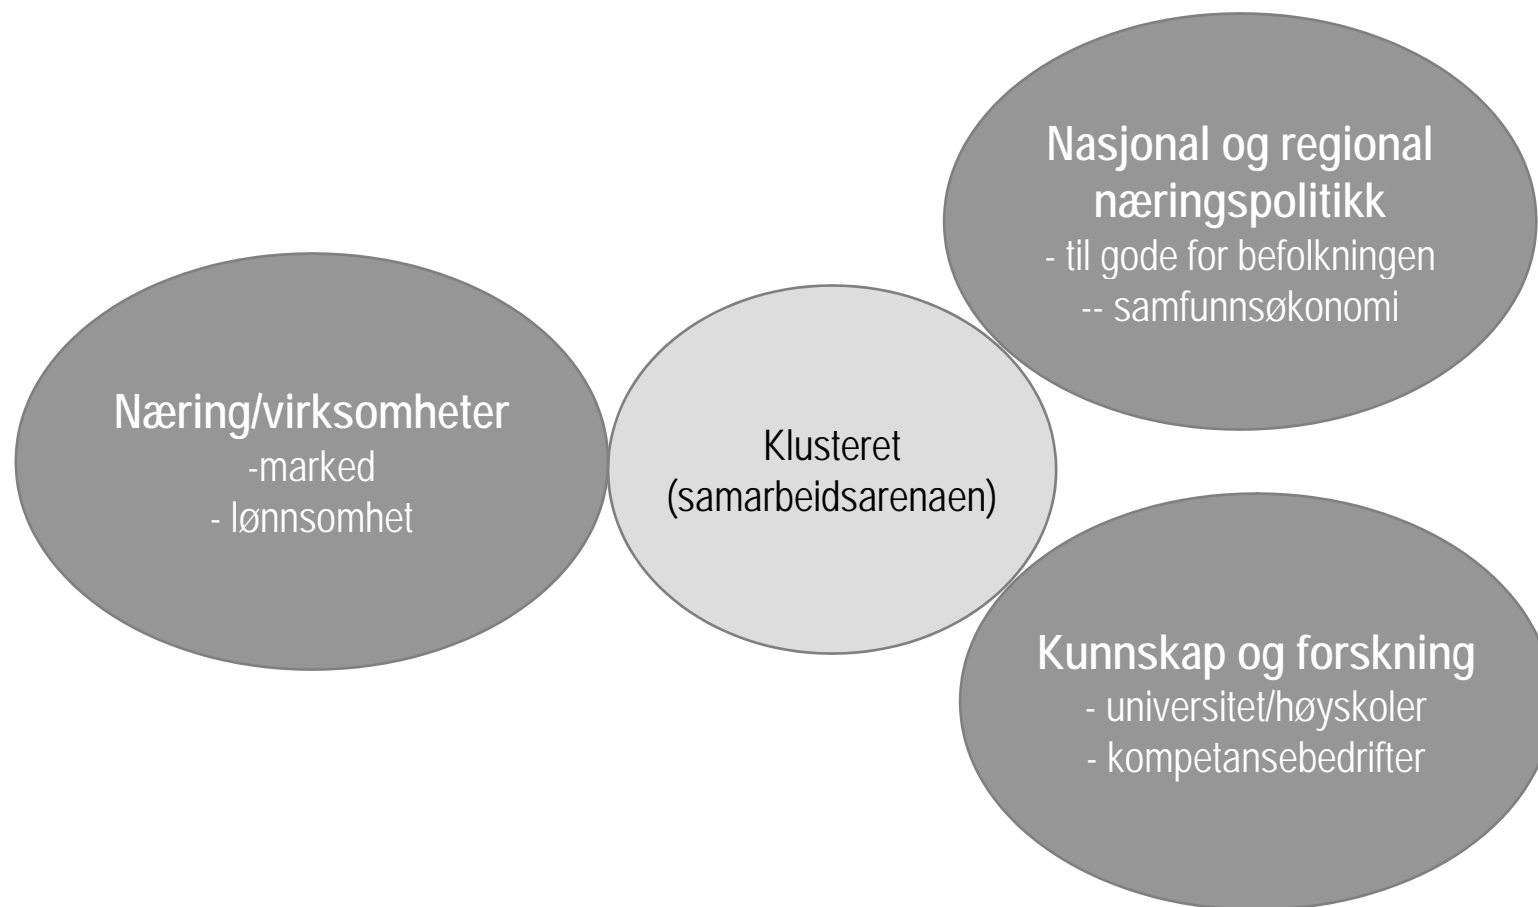 Nasjonal og regional
næringspolitikk
- til gode for befolkningen
-- samfunnsøkonomi
Næring/virksomheter
-marked
- lønnsomhet
Klusteret
(samarbeidsarenaen)
Kunnskap og forskning
- universitet/høyskoler
- kompetansebedrifter